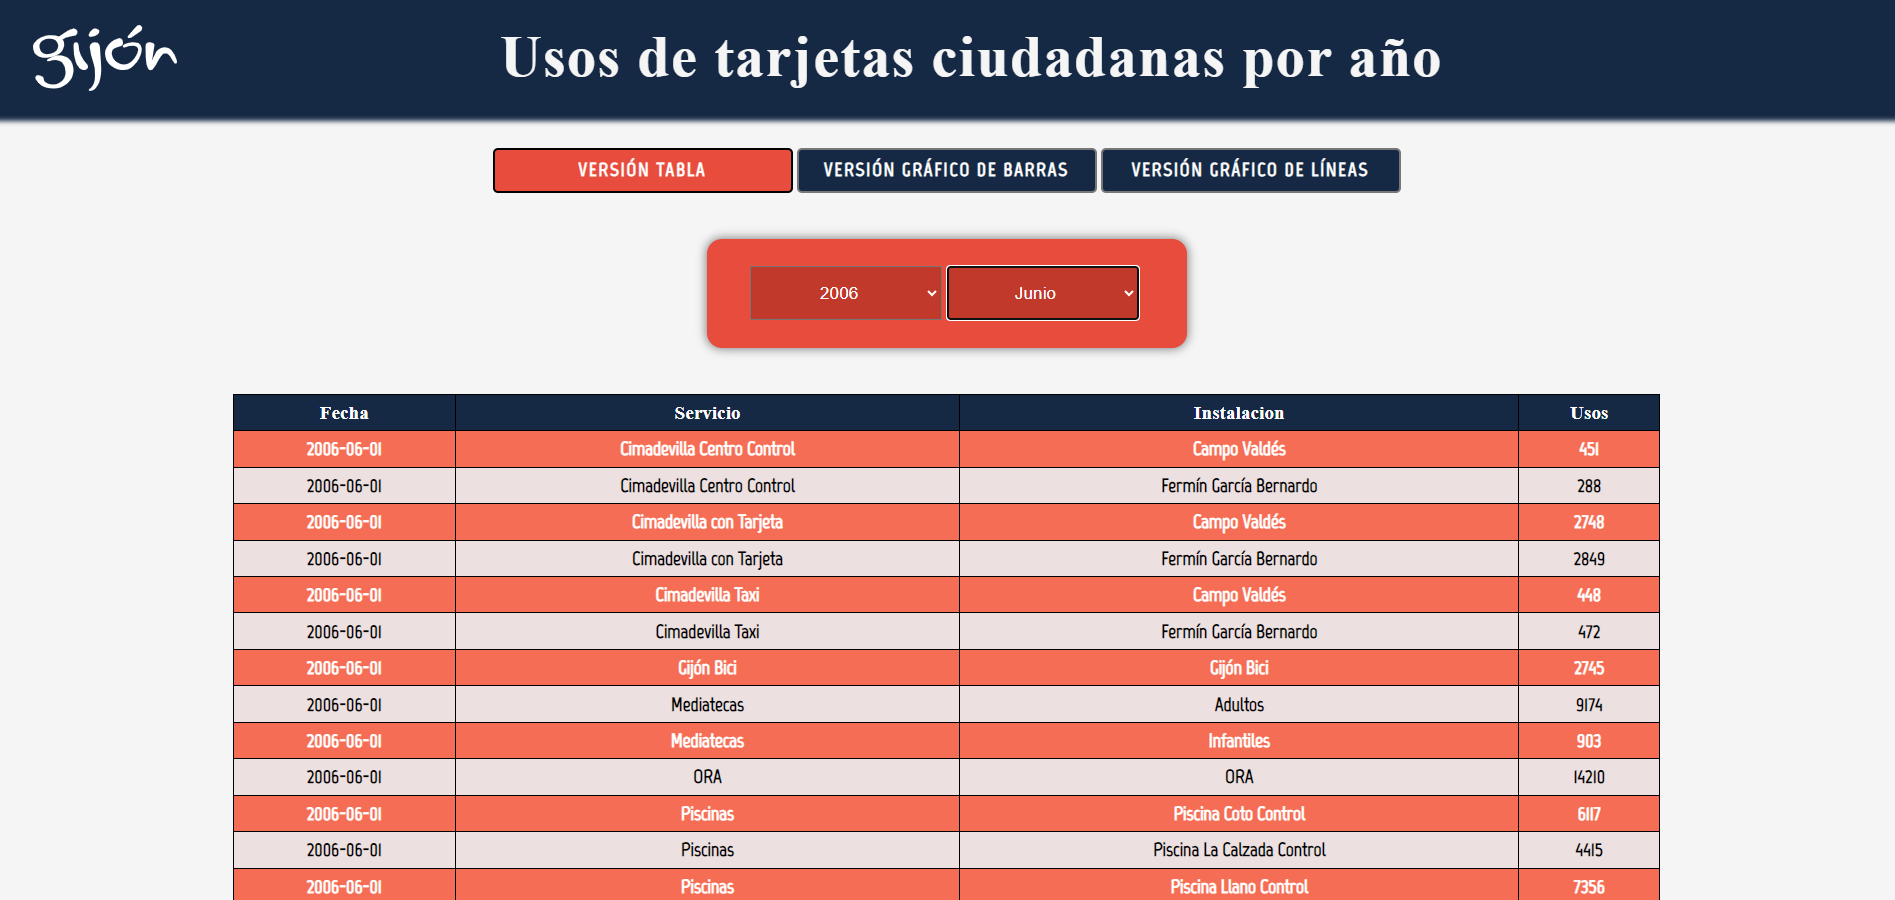 gijón
Usos de tarjetas ciudadanas por año
VERSIÓN TABLA VERSIÓN GRÁFICO DE BARRAS VERSIÓN GRÁFICO DE LÍNEAS
2006 Junio
Fecha Servicio Instalacion Usos
2006-06-01 Cimadevilla Centro Control Campo Valdés 451
2006-06-01 Cimadevilla Centro Control Fermín García Bernardo 288
2006-06-01 Cimadevilla con Tarjeta Campo Valdés 2748
2006-06-01 Cimadevilla con Tarjeta Fermín García Bernardo 2849
2006-06-01 Cimadevilla Taxi Campo Valdés 448
2006-06-01 Cimadevilla Taxi Fermín García Bernardo 472
2006-06-01 Gijón Bici Gijón Bici 2745
2006-06-01 Mediatecas Adultos 9174
2006-06-01 Mediatecas Infantiles 903
2006-06-01 ORA ORA 14210
2006-06-01 Piscinas Piscina Coto Control 6117
2006-06-01 Piscinas Piscina La Calzada Control 4415
2006-06-01 Piscinas Piscina Llano Control 7356